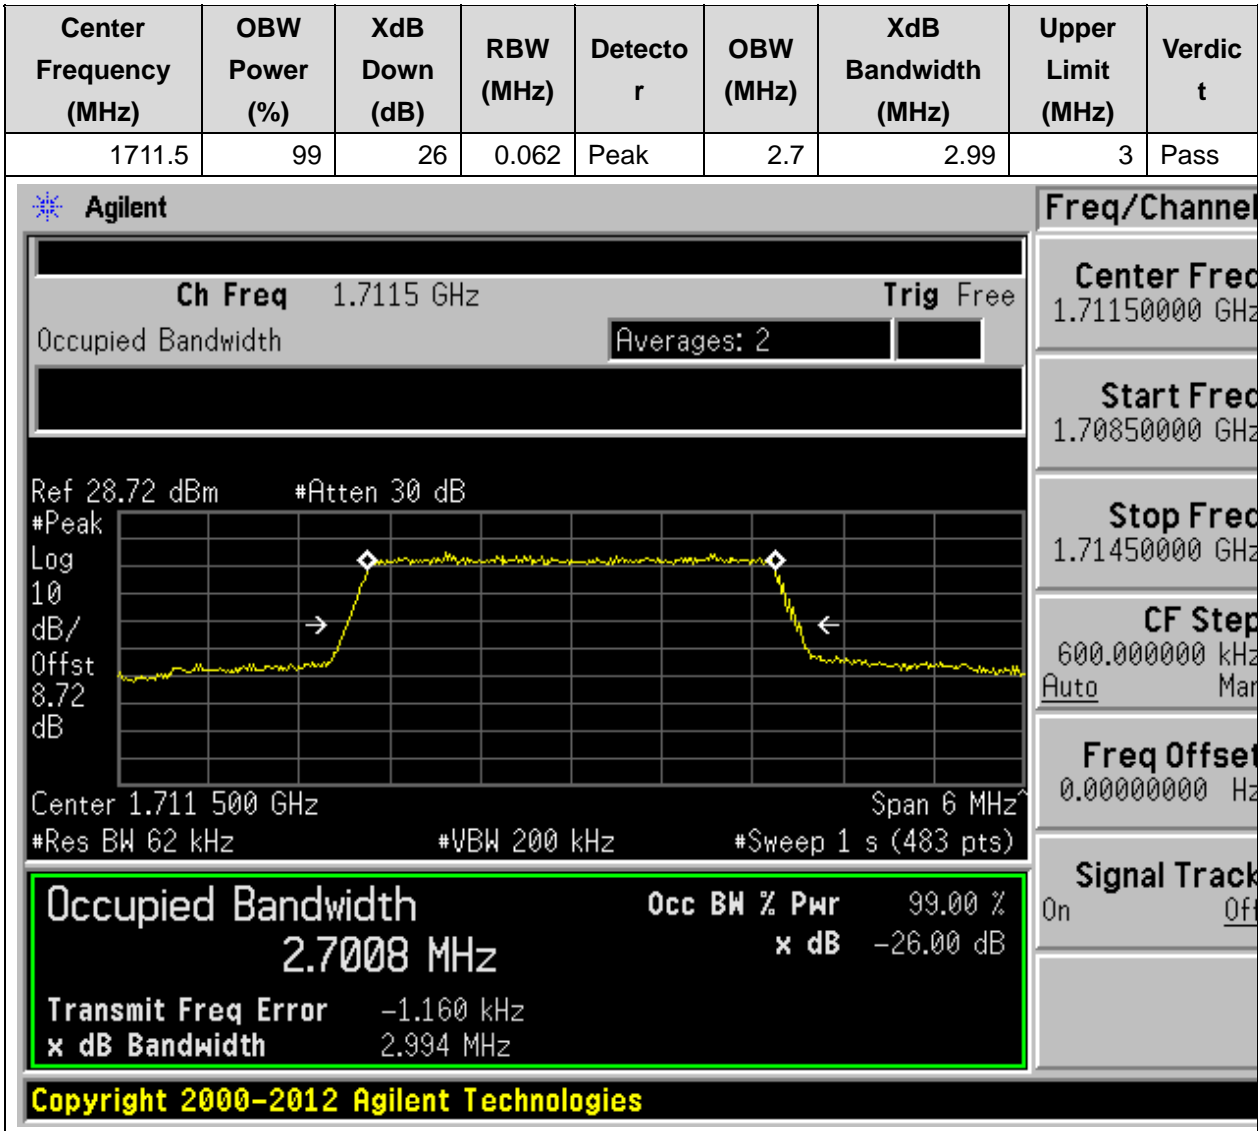 Center Frequency (MHz) OBW Power (%) XdB Down (dB) RBW (MHz) Detector OBW (MHz) XdB Bandwidth (MHz) Upper Limit (MHz) Verdict
1711.5 99 26 0.062 Peak 2.7 2.99 3 Pass
Agilent
Freq/Channel
Ch Freq 1.7115 GHz Trig Free
Occupied Bandwidth Averages: 2
Center Freq
1.71150000 GHz
Start Freq
1.70850000 GHz
Stop Freq
1.71450000 GHz
CF Step
600.000000 kHz
Auto Man
Freq Offset
0.00000000 Hz
Signal Track
On Off
Ref 28.72 dBm #Atten 30 dB
#Peak
Log
10
dB/
Offst
8.72
dB
Center 1.711 500 GHz Span 6 MHz^
#Res BW 62 kHz #VBW 200 kHz #Sweep 1 s (483 pts)
Occupied Bandwidth Occ BW % Pwr 99.00 %
2.7008 MHz x dB -26.00 dB
Transmit Freq Error -1.160 kHz
x dB Bandwidth 2.994 MHz
Copyright 2000-2012 Agilent Technologies